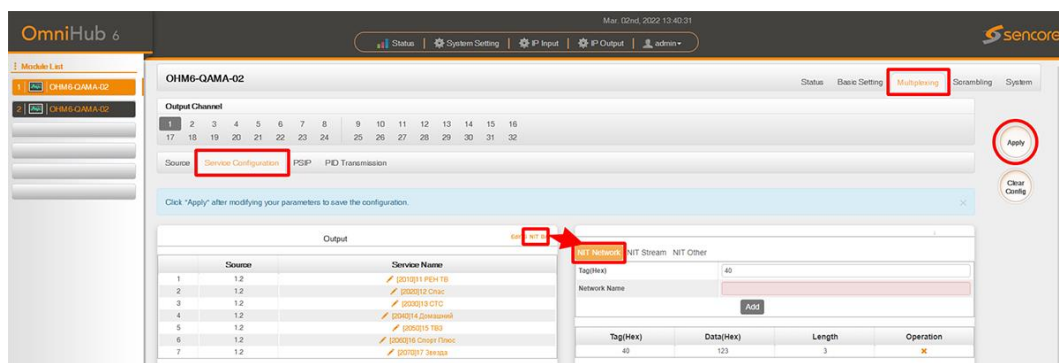 Mar. 02nd, 2022 13:40:31
OmniHub 6
Status | System Setting | IP Input | IP Output | admin
sencore
Module List
1 OHM6-QAMA-02
2 OHM6-QAMA-02
OHM6-QAMA-02
Status Basic Setting Multiplexing Scrambling System
Output Channel
1 2 3 4 5 6 7 8 9 10 11 12 13 14 15 16
17 18 19 20 21 22 23 24 25 26 27 28 29 30 31 32
Apply
Source Service Configuration PSIP PID Transmission
Clear Config
Click "Apply" after modifying your parameters to save the configuration.
Output NIT
NIT Network NIT Stream NIT Other
Source Service Name
Tag(Hex) 40
1 1.2 [2010]11 РЕН ТВ
2 1.2 [2020]12 Спас
Network Name
3 1.2 [2030]13 СТС
Add
4 1.2 [2040]14 Домашний
5 1.2 [2050]15 ТВ3
6 1.2 [2060]16 Спорт Плюс
7 1.2 [2070]17 Звезда
Tag(Hex) Data(Hex) Length Operation
40 123 3